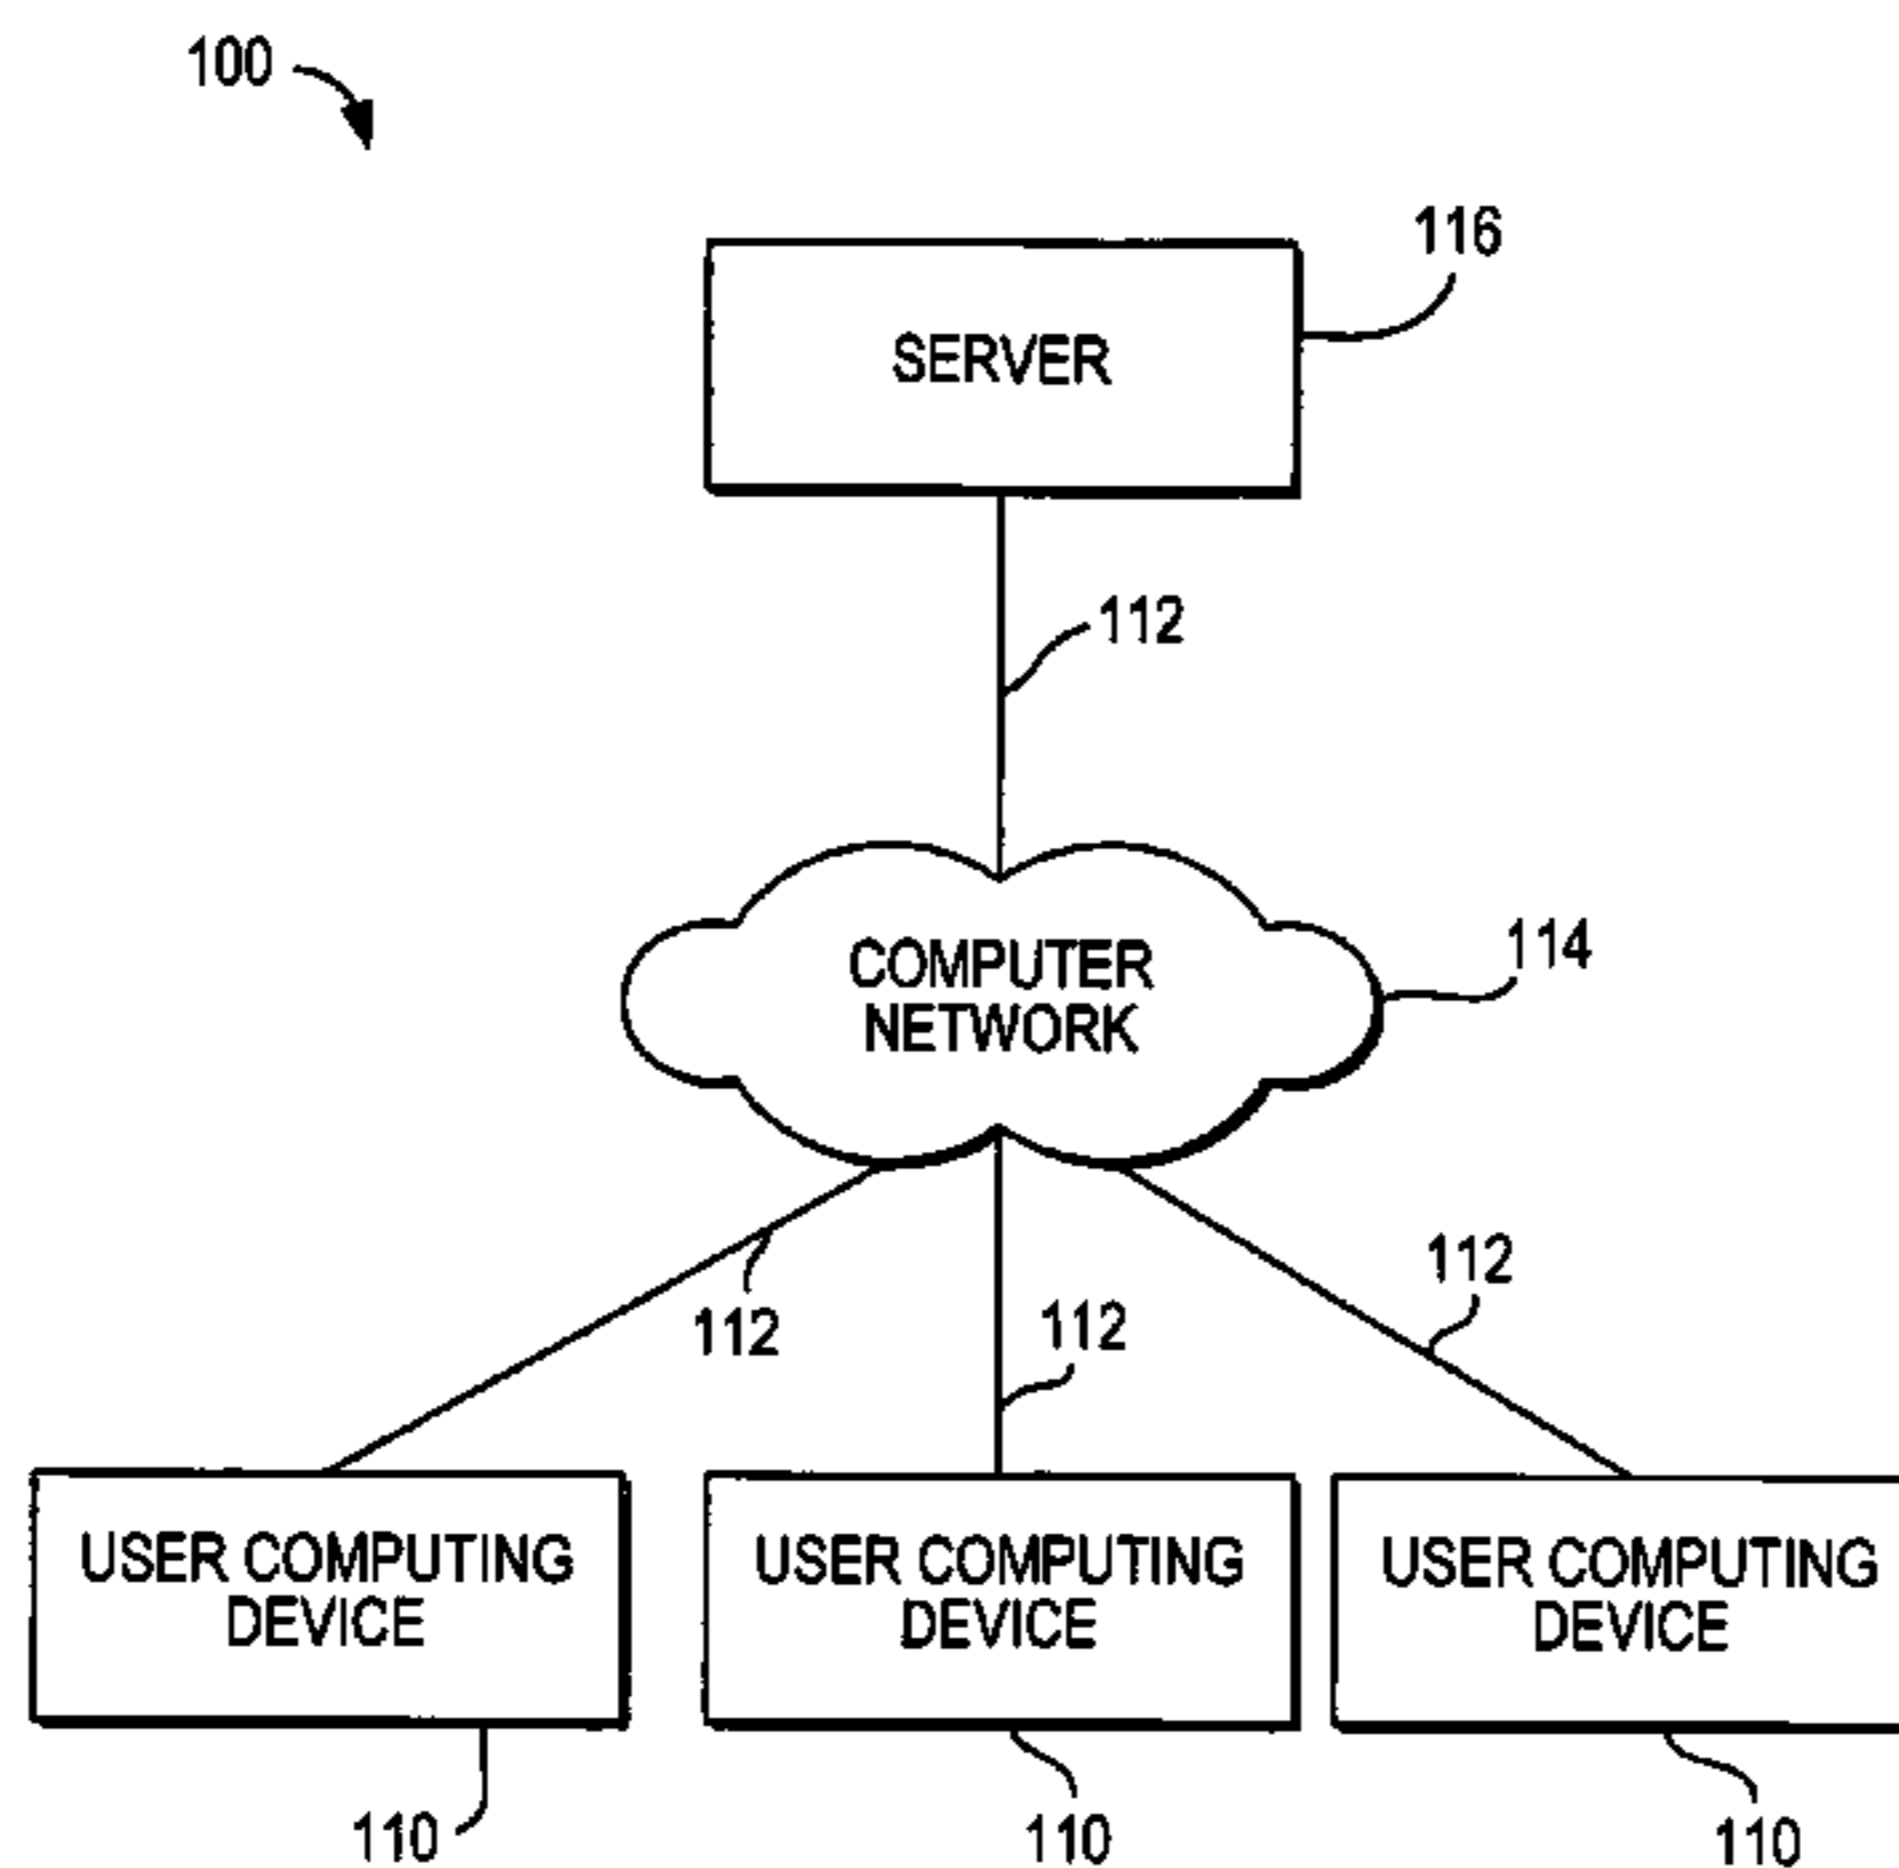 100
116
SERVER
112
COMPUTER
NETWORK
114
112
112
112
USER COMPUTING
DEVICE
USER COMPUTING
DEVICE
USER COMPUTING
DEVICE
110
110
110